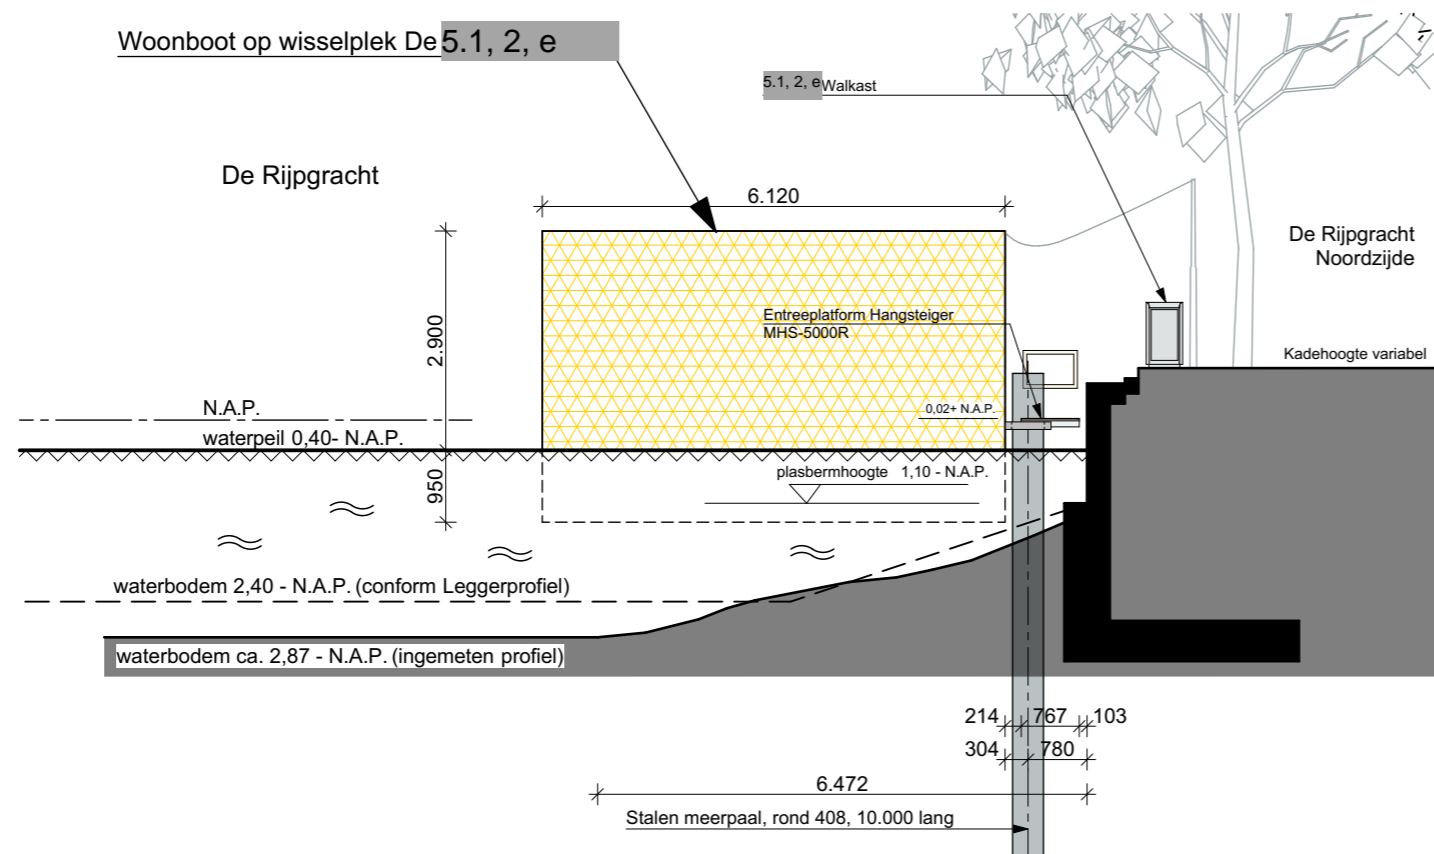 Woonboot op wisselplek De 5.1, 2, e
5.1, 2, e Walkast
De Rijpgracht
6.120
De Rijpgracht
Noordzijde
2.900
Entreeplatform Hangsteiger
MHS-5000R
Kadehoogte variabel
N.A.P.
0,02+ N.A.P.
waterpeil 0,40- N.A.P.
950
plasbermhoogte 1,10 - N.A.P.
waterbodem 2,40 - N.A.P. (conform Leggerprofiel)
waterbodem ca. 2,87 - N.A.P. (ingemeten profiel)
214 767 103
304 780
6.472
Stalen meerpaal, rond 408, 10.000 lang